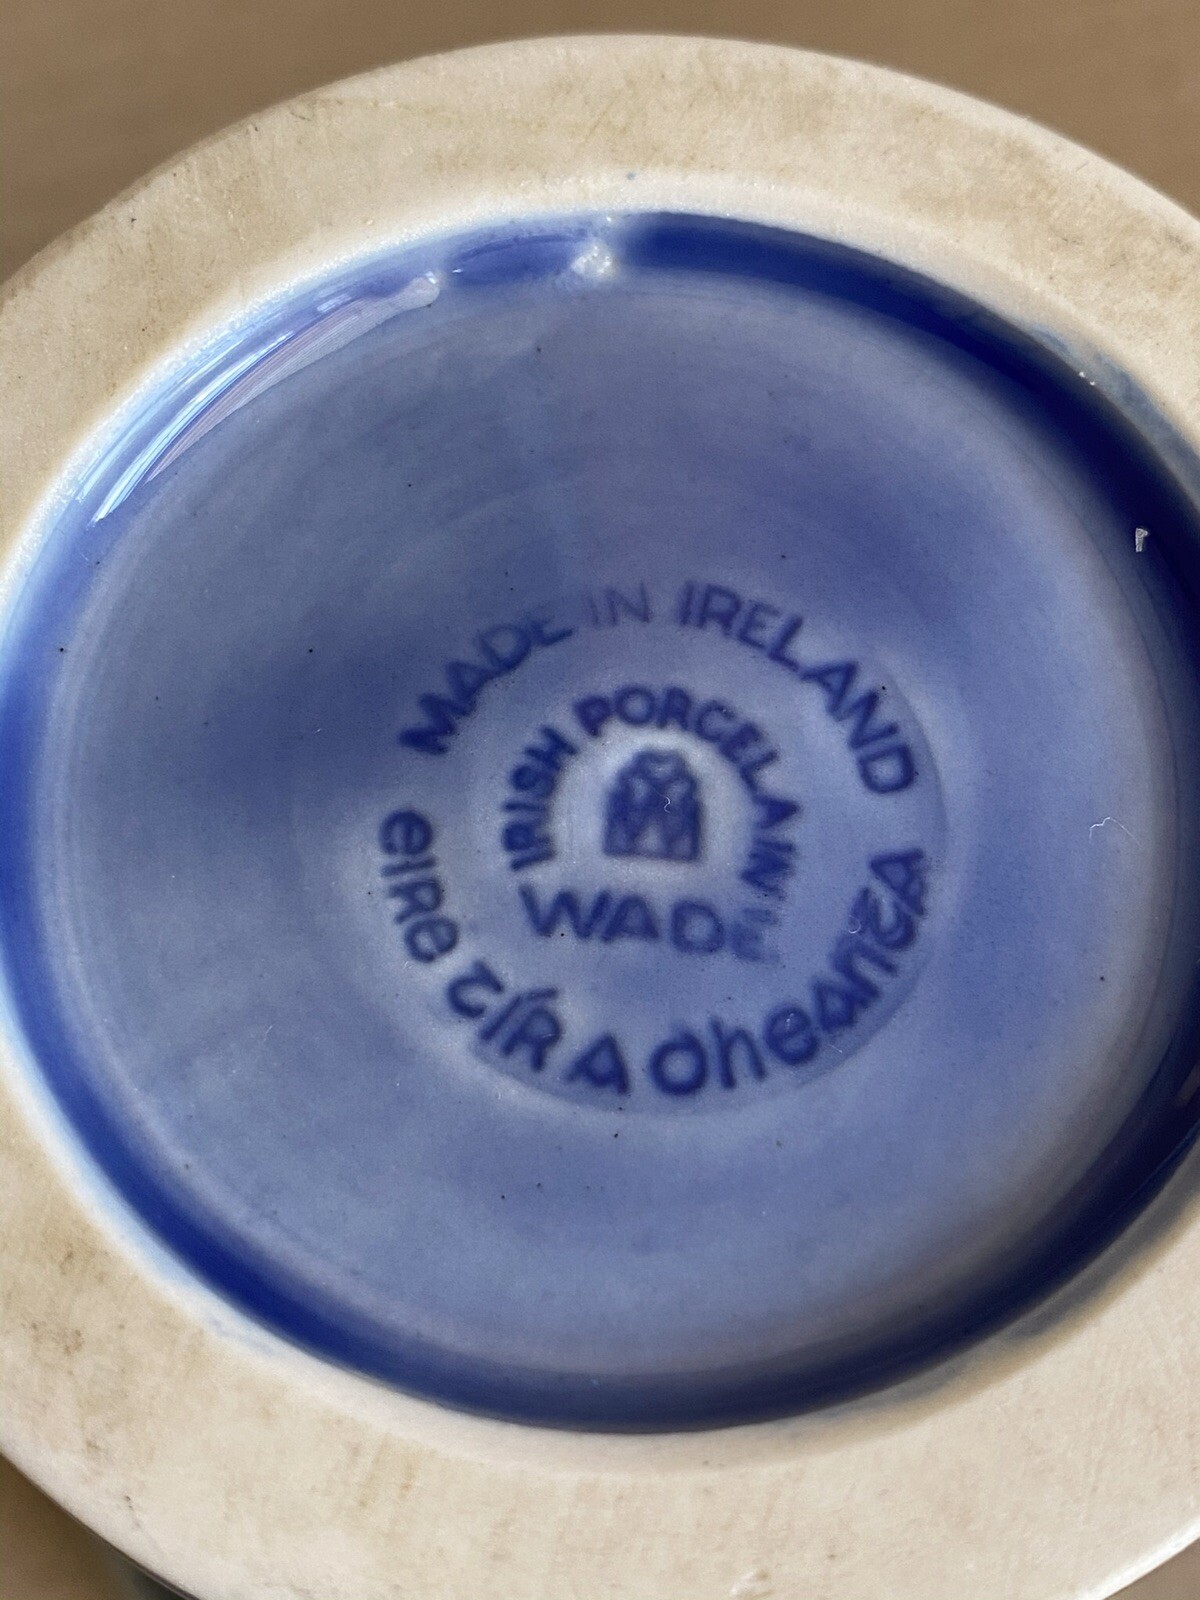 MADE IN IRELAND
IRISH PORCELAIN
WADE
eIRe tíR A dheanta